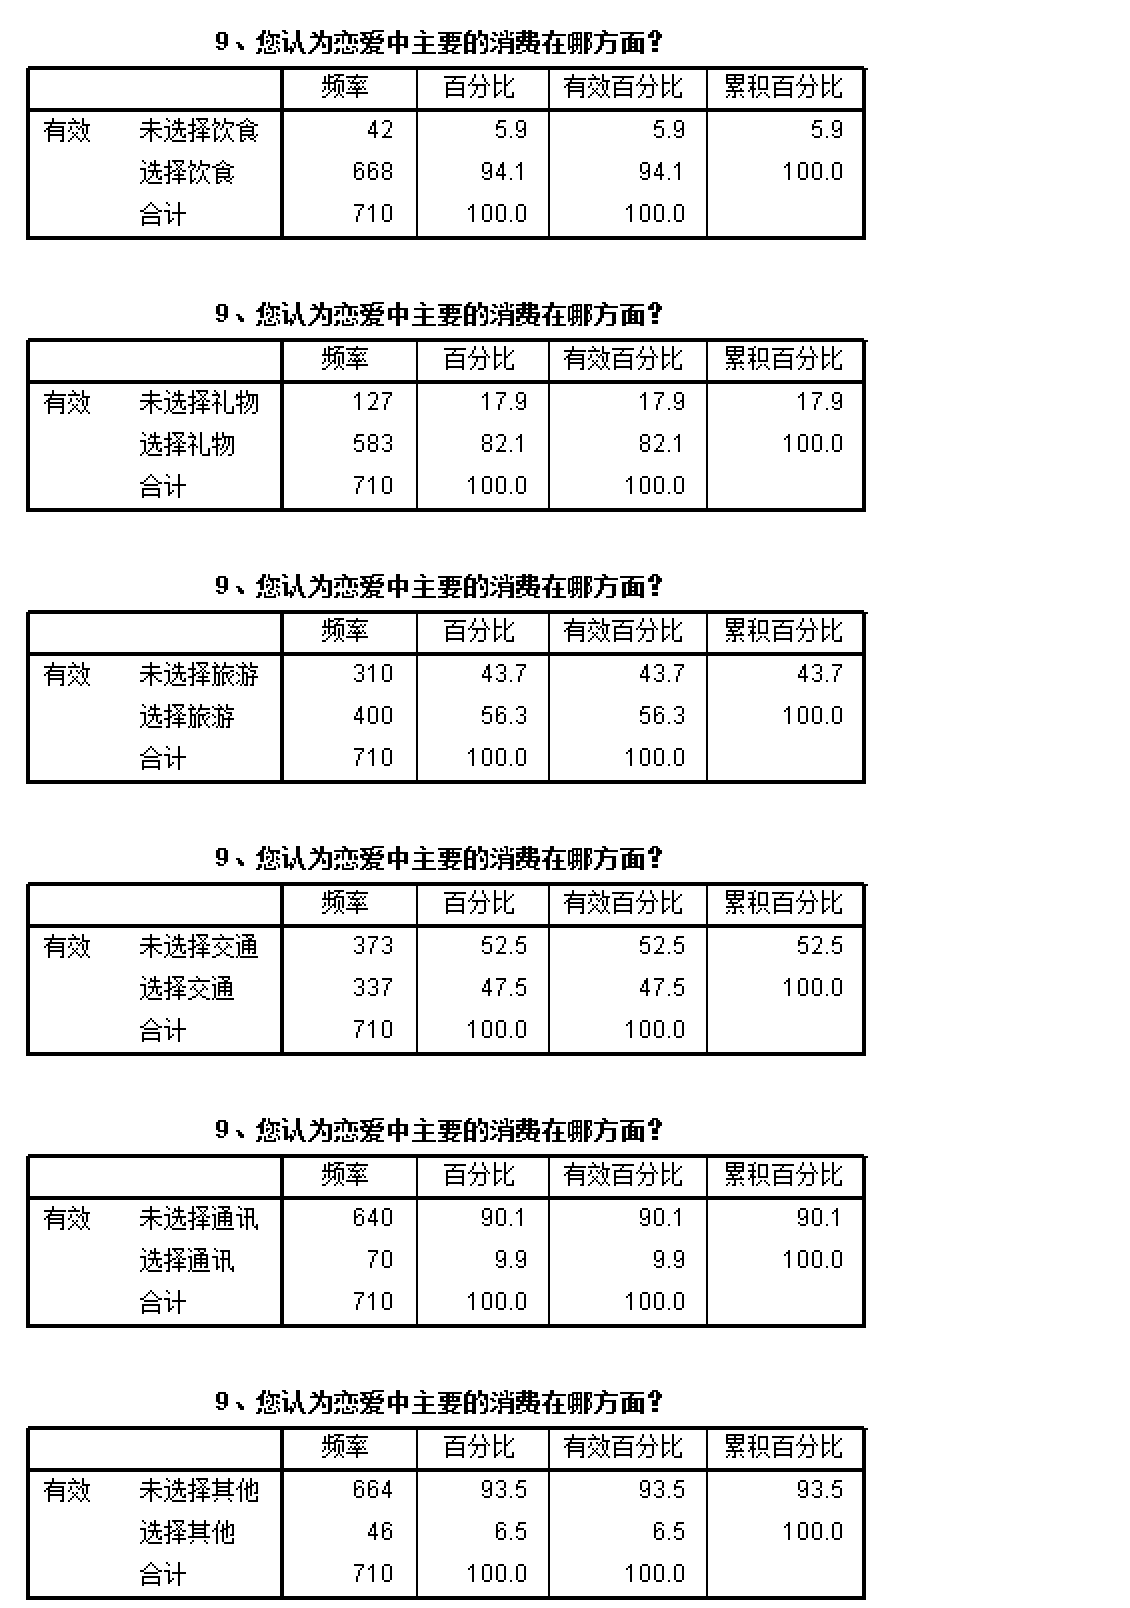 9、您认为恋爱中主要的消费在哪方面?
频率 百分比 有效百分比 累积百分比
有效 未选择饮食 42 5.9 5.9 5.9
选择饮食 668 94.1 94.1 100.0
合计 710 100.0 100.0
9、您认为恋爱中主要的消费在哪方面?
频率 百分比 有效百分比 累积百分比
有效 未选择礼物 127 17.9 17.9 17.9
选择礼物 583 82.1 82.1 100.0
合计 710 100.0 100.0
9、您认为恋爱中主要的消费在哪方面?
频率 百分比 有效百分比 累积百分比
有效 未选择旅游 310 43.7 43.7 43.7
选择旅游 400 56.3 56.3 100.0
合计 710 100.0 100.0
9、您认为恋爱中主要的消费在哪方面?
频率 百分比 有效百分比 累积百分比
有效 未选择交通 373 52.5 52.5 52.5
选择交通 337 47.5 47.5 100.0
合计 710 100.0 100.0
9、您认为恋爱中主要的消费在哪方面?
频率 百分比 有效百分比 累积百分比
有效 未选择通讯 640 90.1 90.1 90.1
选择通讯 70 9.9 9.9 100.0
合计 710 100.0 100.0
9、您认为恋爱中主要的消费在哪方面?
频率 百分比 有效百分比 累积百分比
有效 未选择其他 664 93.5 93.5 93.5
选择其他 46 6.5 6.5 100.0
合计 710 100.0 100.0